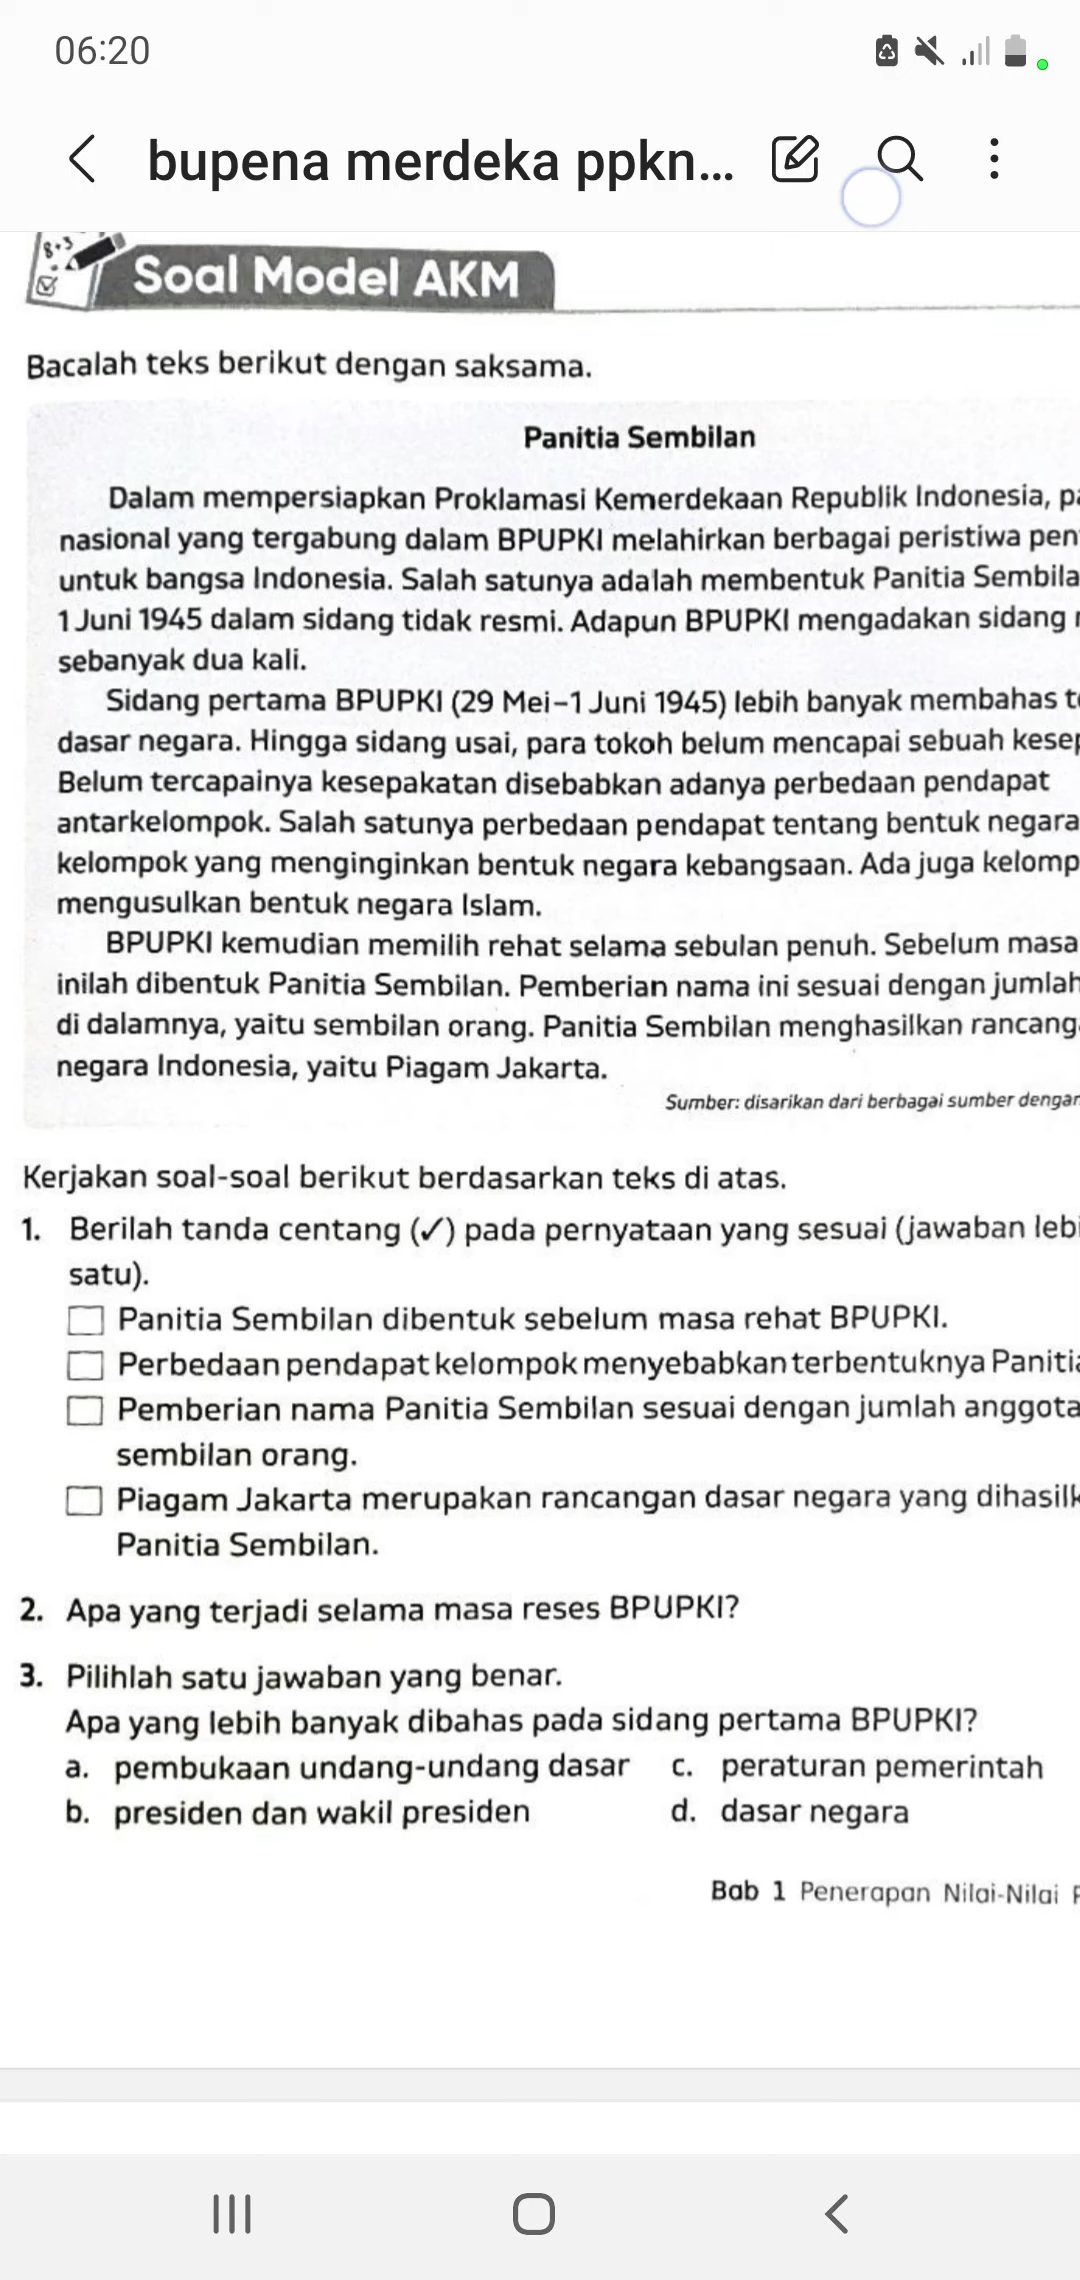 06:20
bupena merdeka ppkn...
8+3
Soal Model AKM
Bacalah teks berikut dengan saksama.
Panitia Sembilan
Dalam mempersiapkan Proklamasi Kemerdekaan Republik Indonesia,
nasional yang tergabung dalam BPUPKI melahirkan berbagai peristiwa
untuk bangsa Indonesia. Salah satunya adalah membentuk Panitia
1 Juni 1945 dalam sidang tidak resmi. Adapun BPUPKI mengadakan sidang
sebanyak dua kali.
Sidang pertama BPUPKI (29 Mei–1 Juni 1945) lebih banyak membahas
dasar negara. Hingga sidang usai, para tokoh belum mencapai sebuah
Belum tercapainya kesepakatan disebabkan adanya perbedaan pendapat
antarkelompok. Salah satunya perbedaan pendapat tentang bentuk negara
kelompok yang menginginkan bentuk negara kebangsaan. Ada juga
mengusulkan bentuk negara Islam.
BPUPKI kemudian memilih rehat selama sebulan penuh. Sebelum masa
inilah dibentuk Panitia Sembilan. Pemberian nama ini sesuai dengan jumlah
di dalamnya, yaitu sembilan orang. Panitia Sembilan menghasilkan
negara Indonesia, yaitu Piagam Jakarta.
Sumber: disarikan dari berbagai sumber
Kerjakan soal-soal berikut berdasarkan teks di atas.
1. Berilah tanda centang (✓) pada pernyataan yang sesuai (jawaban
satu).
Panitia Sembilan dibentuk sebelum masa rehat BPUPKI.
Perbedaan pendapat kelompok menyebabkan terbentuknya
Pemberian nama Panitia Sembilan sesuai dengan jumlah anggota
sembilan orang.
Piagam Jakarta merupakan rancangan dasar negara yang
Panitia Sembilan.
2. Apa yang terjadi selama masa reses BPUPKI?
3. Pilihlah satu jawaban yang benar.
Apa yang lebih banyak dibahas pada sidang pertama BPUPKI?
a. pembukaan undang-undang dasar c. peraturan pemerintah
b. presiden dan wakil presiden d. dasar negara
Bab 1 Penerapan Nilai-Nilai